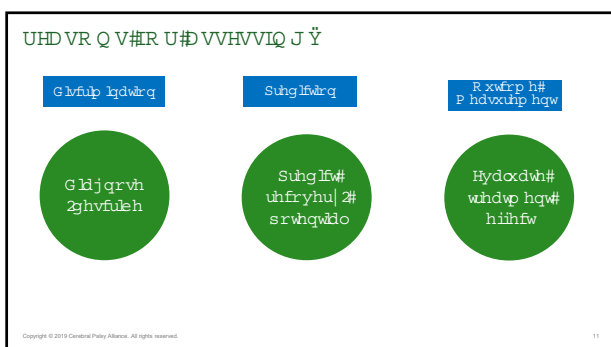 UHDVRQV#IRU#DVVHVVLQJÝ
Glvfulplqdwlrq
Suhglfwlrq
Rxwfrph#
Phdvxuhphqw
Gldjqrvh
2ghvfuleh
Suhglfw#
uhfryhu|2#
srwhqwldo
Hydoxdwh#
wuhdwphqw#
hiihfw
Copyright © 2019 Cerebral Palsy Alliance. All rights reserved.
11